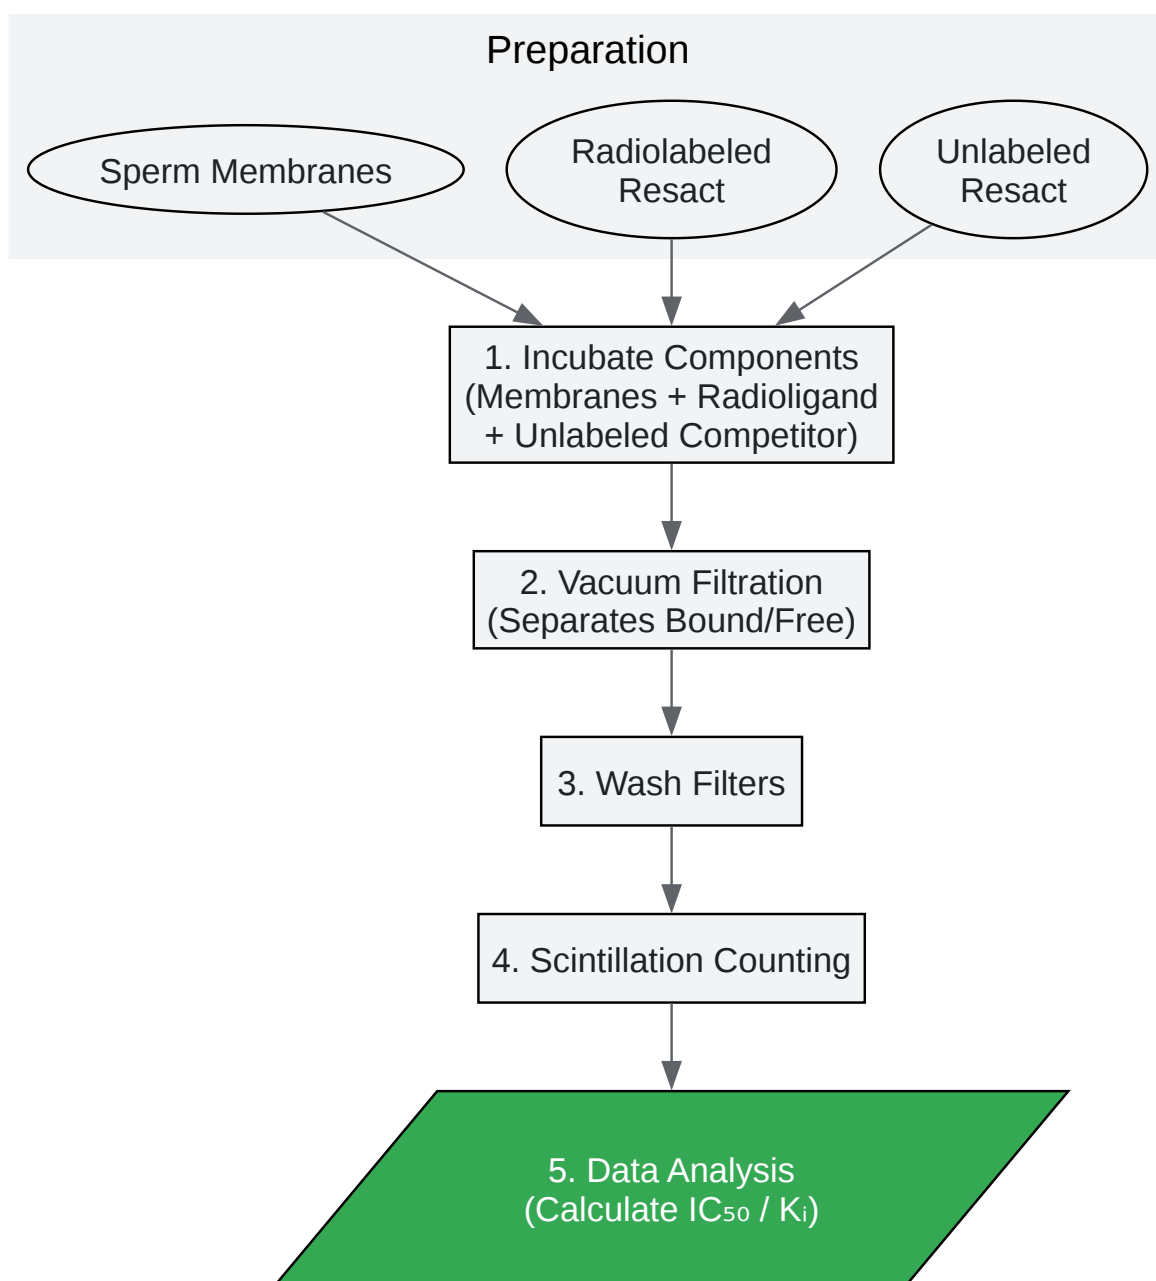 Preparation
Sperm Membranes
Radiolabeled
Resact
Unlabeled
Resact
1. Incubate Components
(Membranes + Radioligand
+ Unlabeled Competitor)
2. Vacuum Filtration
(Separates Bound/Free)
3. Wash Filters
4. Scintillation Counting
5. Data Analysis
(Calculate IC₅₀ / Kᵢ)